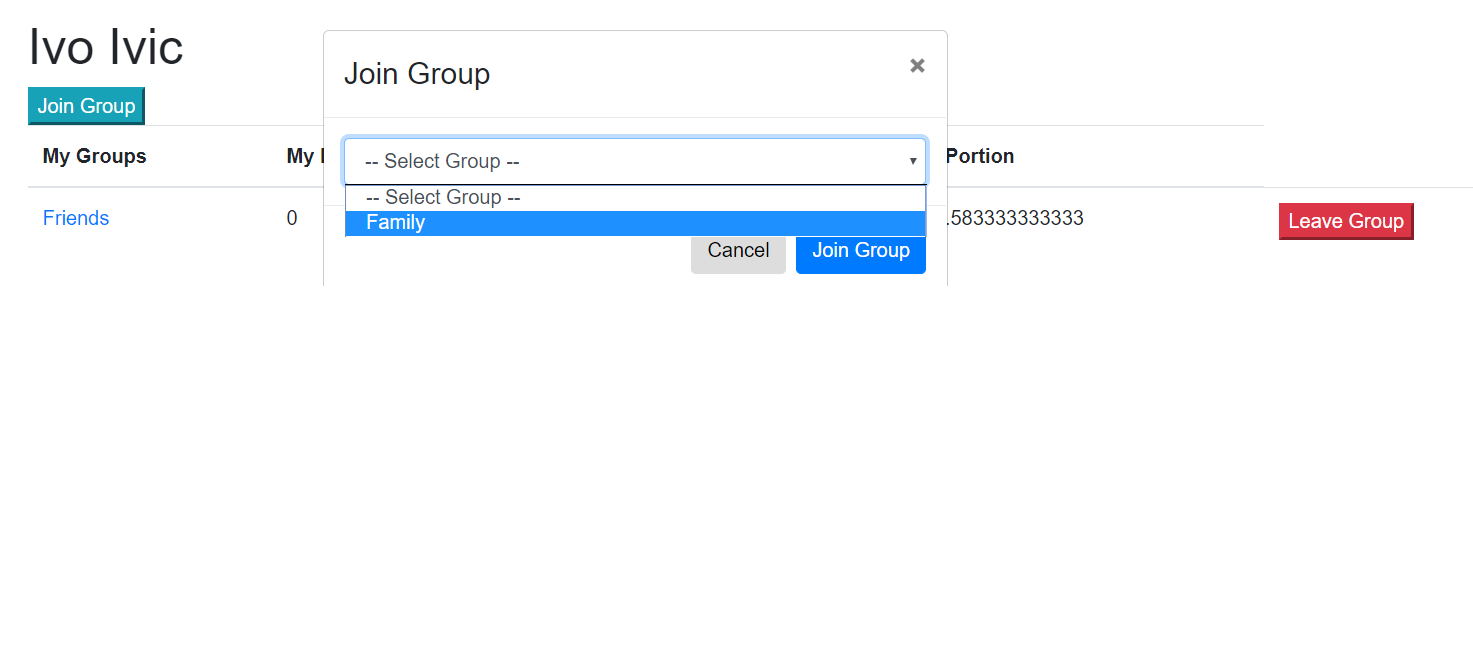 Ivo Ivic
Join Group
Join Group ×
My Groups My Portion
-- Select Group --
-- Select Group --
Family
Friends 0 .583333333333 Leave Group
Cancel Join Group